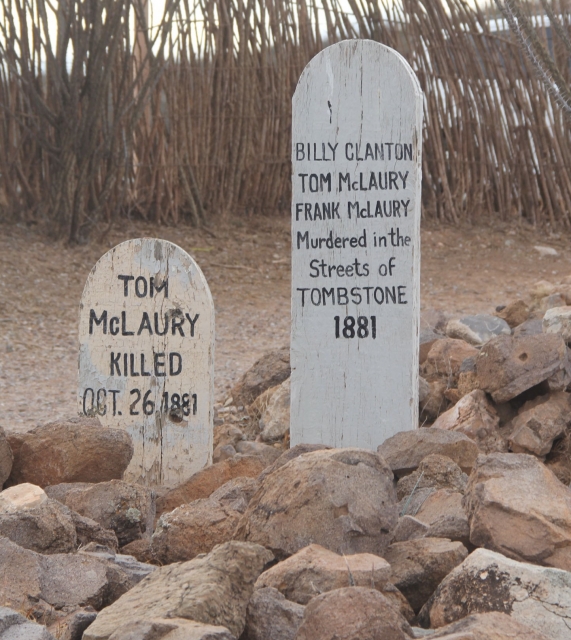 TOM
McLAURY
KILLED
OCT. 26 1881
BILLY CLANTON
TOM McLAURY
FRANK McLAURY
Murdered in the
Streets of
TOMBSTONE
1881